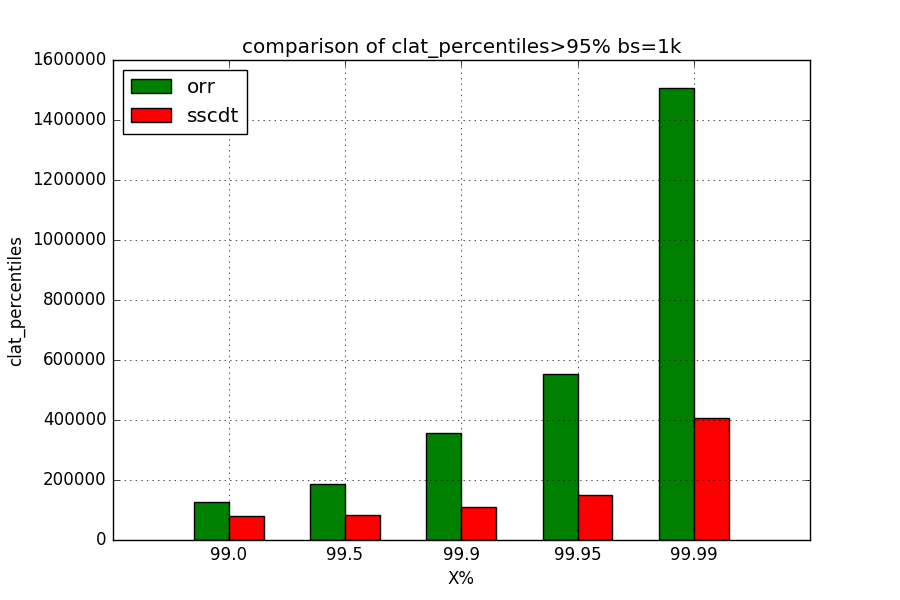 comparison of clat_percentiles>95% bs=1k
1600000
1400000
1200000
1000000
800000
600000
400000
200000
0
orr
sscdt
clat_percentiles
99.0 99.5 99.9 99.95 99.99
X%